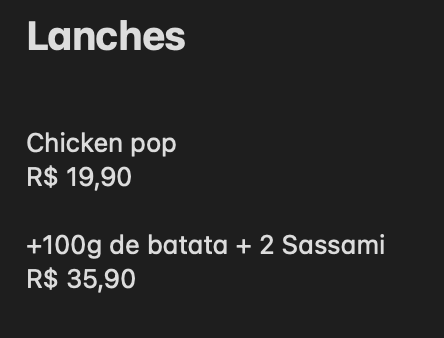 Lanches
Chicken pop
R$ 19,90
+100g de batata + 2 Sassami
R$ 35,90